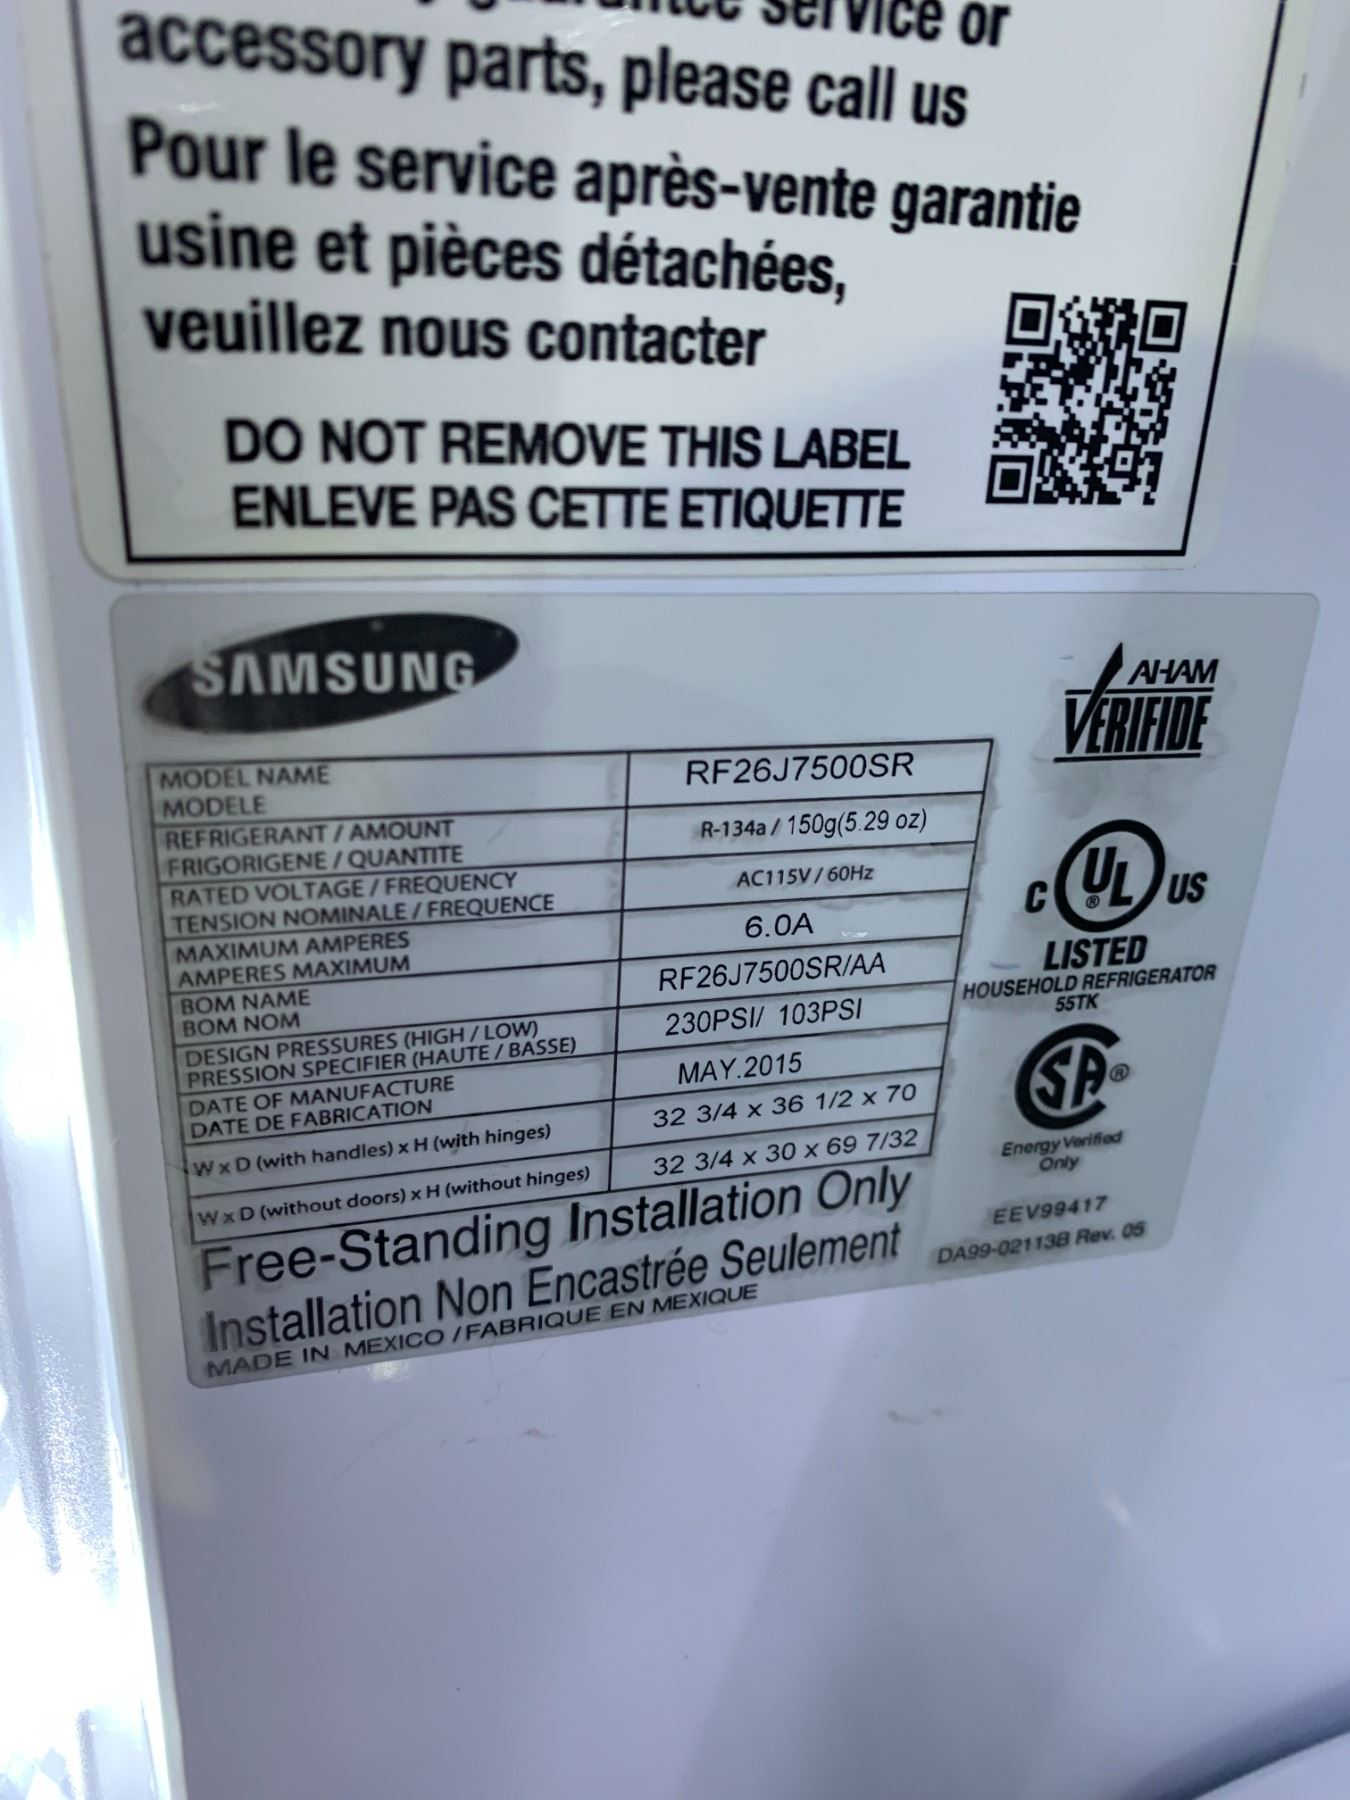 guarantee service or
accessory parts, please call us
Pour le service après-vente garantie
usine et pièces détachées,
veuillez nous contacter
DO NOT REMOVE THIS LABEL
ENLEVE PAS CETTE ETIQUETTE
SAMSUNG
AHAM
VERIFIDE
MODEL NAME
MODELE
RF26J7500SR
REFRIGERANT / AMOUNT
FRIGORIGENE / QUANTITE
R-134a / 150g(5.29 oz)
RATED VOLTAGE / FREQUENCY
TENSION NOMINALE / FREQUENCE
AC115V / 60Hz
MAXIMUM AMPERES
AMPERES MAXIMUM
6.0A
BOM NAME
BOM NOM
RF26J7500SR/AA
DESIGN PRESSURES (HIGH / LOW)
PRESSION SPECIFIER (HAUTE / BASSE)
230PSI/ 103PSI
DATE OF MANUFACTURE
DATE DE FABRICATION
MAY.2015
W x D (with handles) x H (with hinges)
32 3/4 x 36 1/2 x 70
W x D (without doors) x H (without hinges)
32 3/4 x 30 x 69 7/32
C UL ® US
LISTED
HOUSEHOLD REFRIGERATOR
55TK
SA ®
Energy Verified
Only
EEV99417
DA99-02113B Rev. 05
Free-Standing Installation Only
Installation Non Encastrée Seulement
MADE IN MEXICO / FABRIQUE EN MEXIQUE